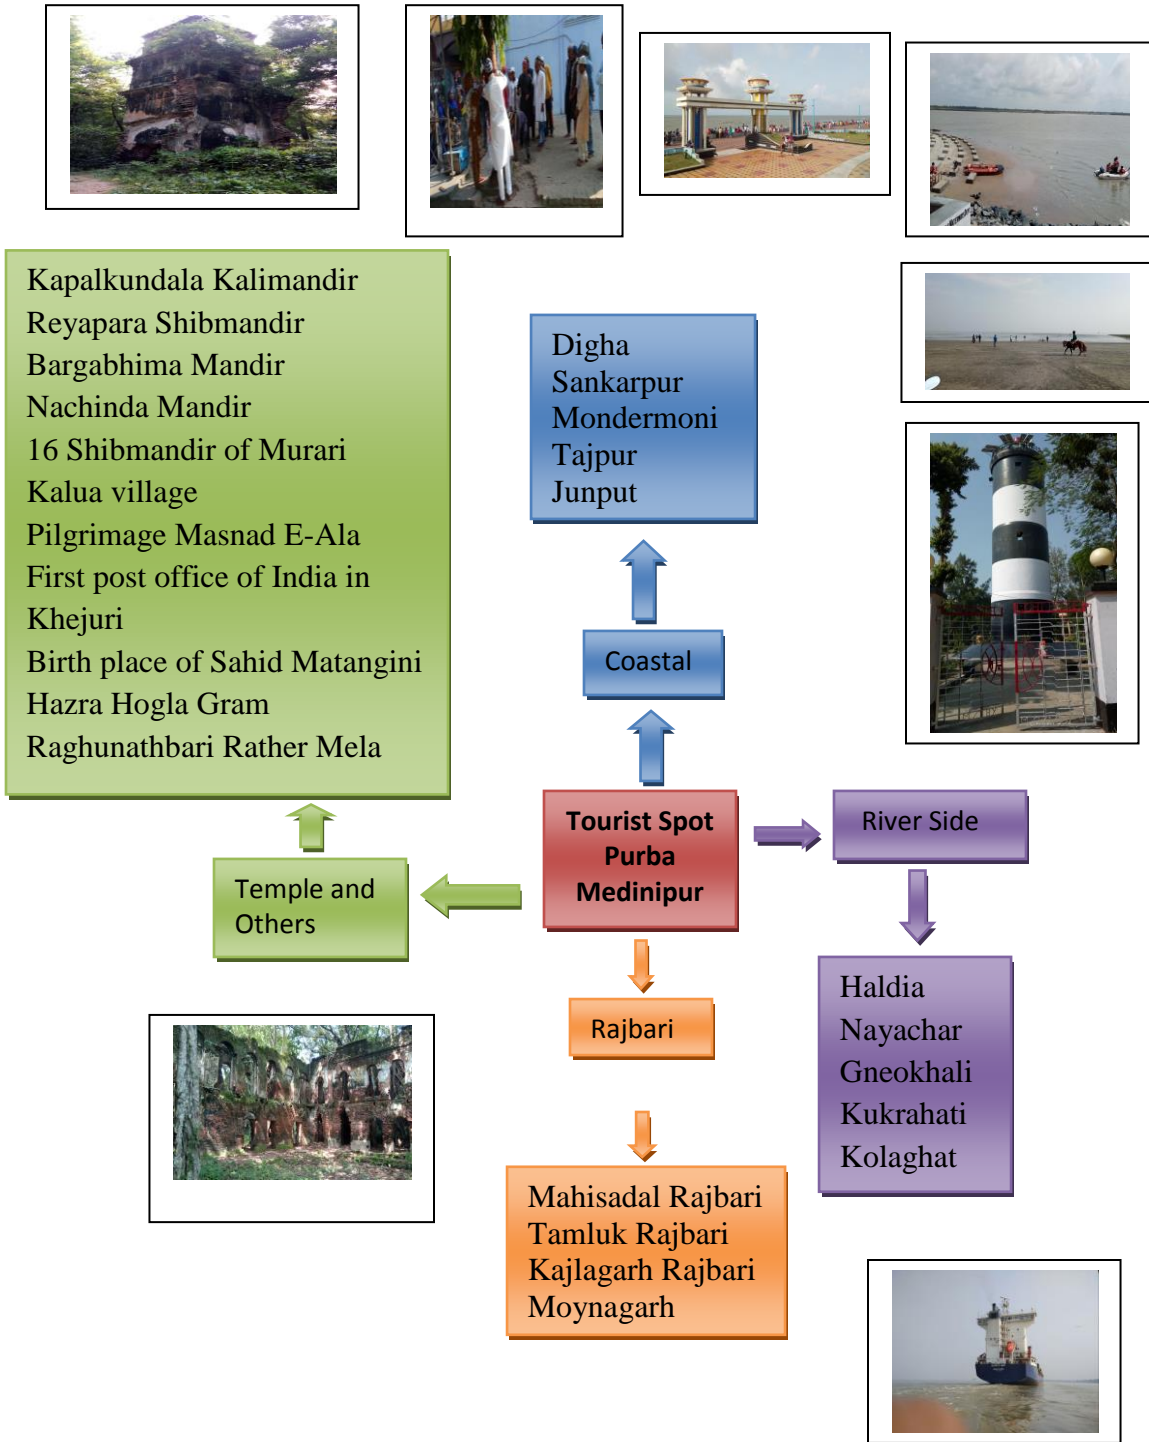 Kapalkundala Kalimandir
Reyapara Shibmandir
Bargabhima Mandir
Nachinda Mandir
16 Shibmandir of Murari
Kalua village
Pilgrimage Masnad E-Ala
First post office of India in
Khejuri
Birth place of Sahid Matangini
Hazra Hogla Gram
Raghunathbari Rather Mela
Digha
Sankarpur
Mondermoni
Tajpur
Junput
Coastal
Tourist Spot
Purba
Medinipur
River Side
Temple and
Others
Rajbari
Haldia
Nayachar
Gneokhali
Kukrahati
Kolaghat
Mahisadal Rajbari
Tamluk Rajbari
Kajlagarh Rajbari
Moynagarh